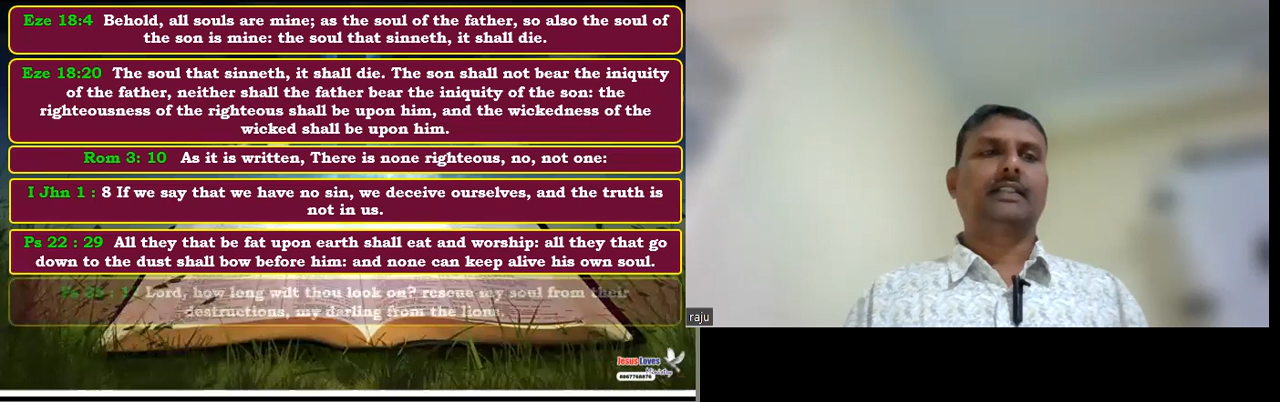 Eze 18:4 Behold, all souls are mine; as the soul of the father, so also the soul of
the son is mine: the soul that sinneth, it shall die.
Eze 18:20 The soul that sinneth, it shall die. The son shall not bear the iniquity
of the father, neither shall the father bear the iniquity of the son: the
righteousness of the righteous shall be upon him, and the wickedness of the
wicked shall be upon him.
Rom 3: 10 As it is written, There is none righteous, no, not one:
I Jhn 1 : 8 If we say that we have no sin, we deceive ourselves, and the truth is
not in us.
Ps 22 : 29 All they that be fat upon earth shall eat and worship: all they that go
down to the dust shall bow before him: and none can keep alive his own soul.
Lord, how long wilt thou look on? rescue my soul from their
destructions, my darling from the lions.
raju
Jesus Loves
Ministry